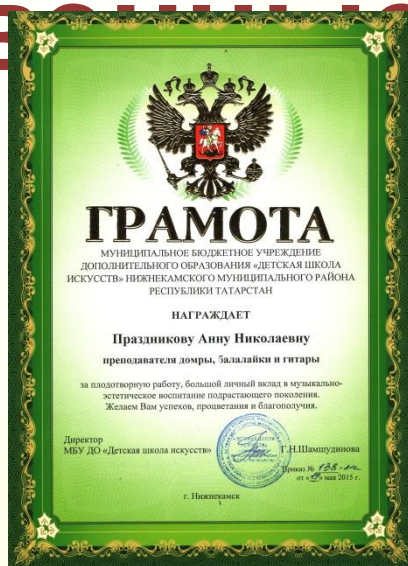 ГРАМОТА
МУНИЦИПАЛЬНОЕ БЮДЖЕТНОЕ УЧРЕЖДЕНИЕ
ДОПОЛНИТЕЛЬНОГО ОБРАЗОВАНИЯ «ДЕТСКАЯ ШКОЛА
ИСКУССТВ» НИЖНЕКАМСКОГО МУНИЦИПАЛЬНОГО РАЙОНА
РЕСПУБЛИКИ ТАТАРСТАН
НАГРАЖДАЕТ
Праздникову Анну Николаевну
преподавателя домры, балалайки и гитары
за плодотворную работу, большой личный вклад в музыкально-
эстетическое воспитание подрастающего поколения.
Желаем Вам успехов, процветания и благополучия.
Директор
МБУ ДО «Детская школа искусств» Г.Н.Шамшудинова
Приказ №
от мая 2015 г.
г. Нижнекамск